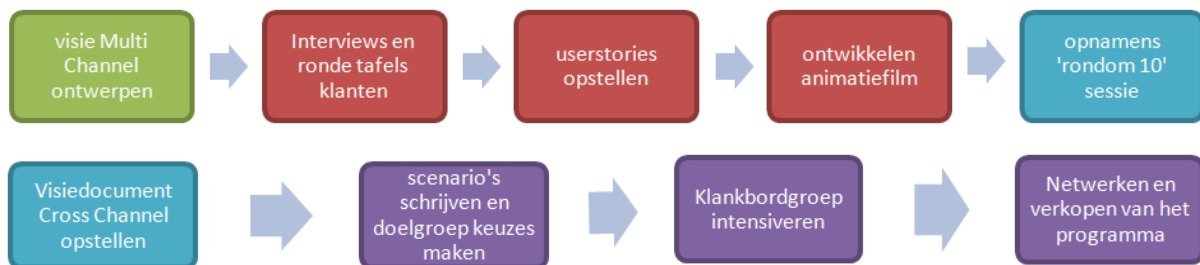 visie Multi
Channel
ontwerpen
Interviews en
ronde tafels
klanten
userstories
opstellen
ontwikkelen
animatiefilm
opnamens
'rondom 10'
sessie
Visiedocument
Cross Channel
opstellen
scenario's
schrijven en
doelgroep keuzes
maken
Klankbordgroep
intensiveren
Netwerken en
verkopen van het
programma